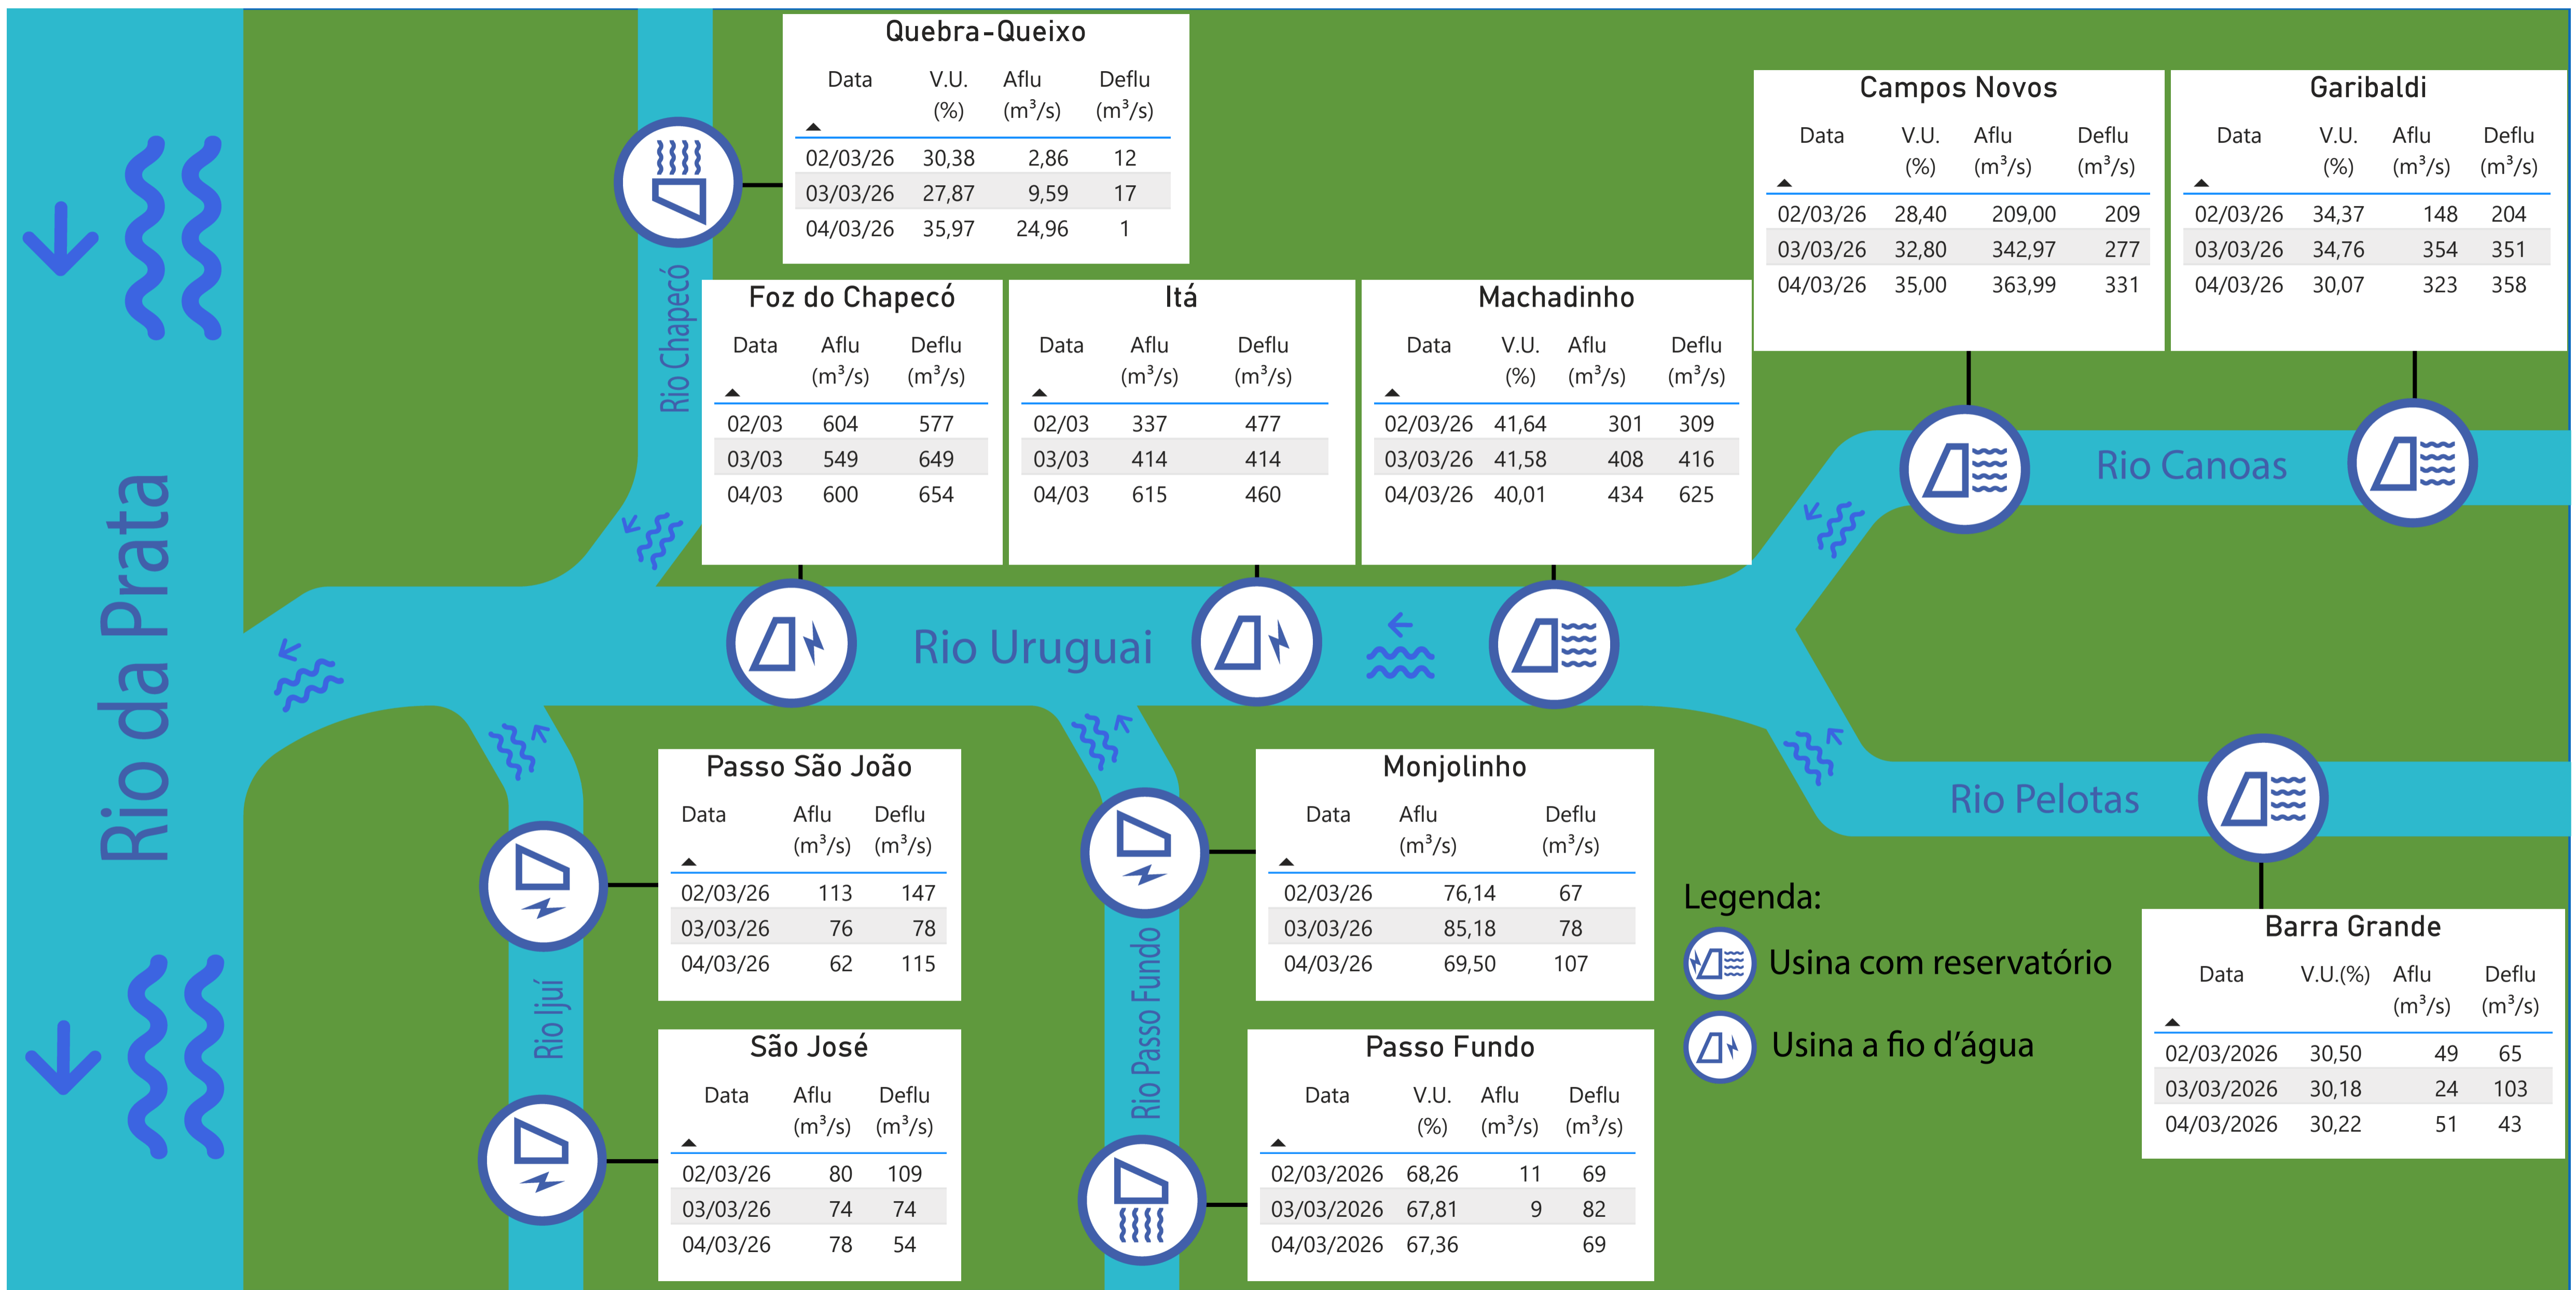 Quebra-Queixo
Data V.U. (%) Aflu (m³/s) Deflu (m³/s)
02/03/26 30,38 2,86 12
03/03/26 27,87 9,59 17
04/03/26 35,97 24,96 1
Campos Novos
Data V.U. (%) Aflu (m³/s) Deflu (m³/s)
02/03/26 28,40 209,00 209
03/03/26 32,80 342,97 277
04/03/26 35,00 363,99 331
Garibaldi
Data V.U. (%) Aflu (m³/s) Deflu (m³/s)
02/03/26 34,37 148 204
03/03/26 34,76 354 351
04/03/26 30,07 323 358
Rio Chapecó
Foz do Chapecó
Data Aflu (m³/s) Deflu (m³/s)
02/03 604 577
03/03 549 649
04/03 600 654
Itá
Data Aflu (m³/s) Deflu (m³/s)
02/03 337 477
03/03 414 414
04/03 615 460
Machadinho
Data V.U. (%) Aflu (m³/s) Deflu (m³/s)
02/03/26 41,64 301 309
03/03/26 41,58 408 416
04/03/26 40,01 434 625
Rio Canoas
Rio da Prata
Rio Uruguai
Rio Pelotas
Passo São João
Data Aflu (m³/s) Deflu (m³/s)
02/03/26 113 147
03/03/26 76 78
04/03/26 62 115
Monjolinho
Data Aflu (m³/s) Deflu (m³/s)
02/03/26 76,14 67
03/03/26 85,18 78
04/03/26 69,50 107
Legenda:
Usina com reservatório
Usina a fio d’água
Barra Grande
Data V.U.(%) Aflu (m³/s) Deflu (m³/s)
02/03/2026 30,50 49 65
03/03/2026 30,18 24 103
04/03/2026 30,22 51 43
Rio Ijuí
Rio Passo Fundo
São José
Data Aflu (m³/s) Deflu (m³/s)
02/03/26 80 109
03/03/26 74 74
04/03/26 78 54
Passo Fundo
Data V.U. (%) Aflu (m³/s) Deflu (m³/s)
02/03/2026 68,26 11 69
03/03/2026 67,81 9 82
04/03/2026 67,36 69